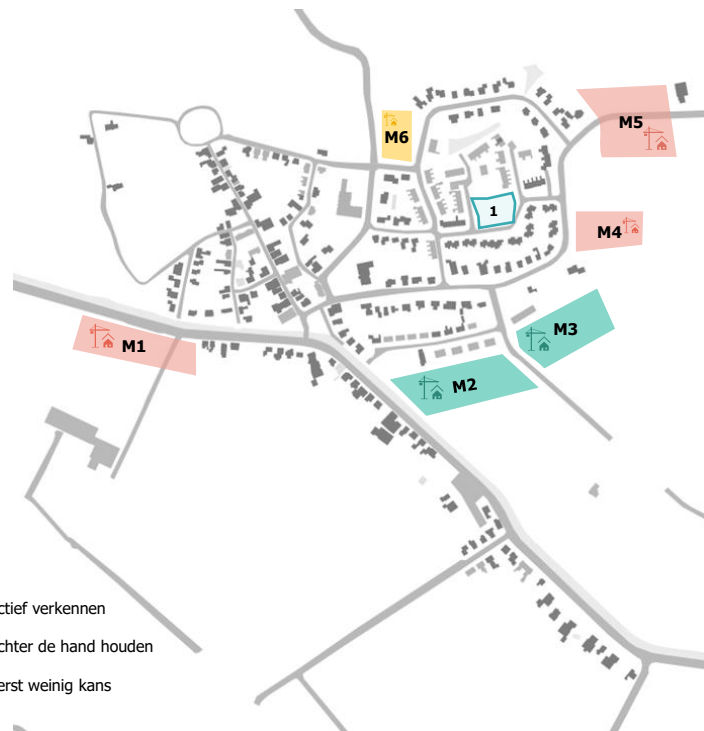 M5
M6
1
M4
M3
M1
M2
ctief verkennen
chter de hand houden
erst weinig kans